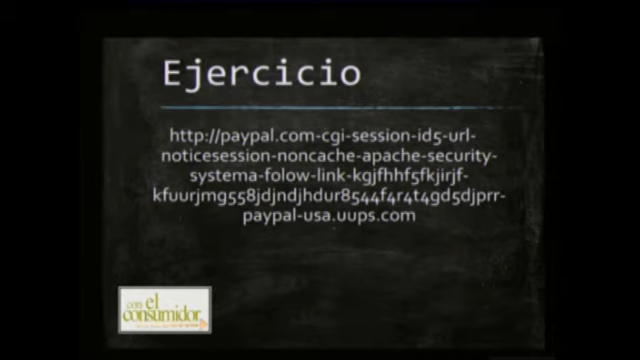 Ejercicio
http://paypal.com-cgi-session-id5-url-
noticesession-noncache-apache-security-
systema-folow-link-kgjfhhf5fkjirjf-
kfuurjmg558jdjndjhdur8544f4r4t4gd5djprr-
paypal-usa.uups.com
con el
consumidor